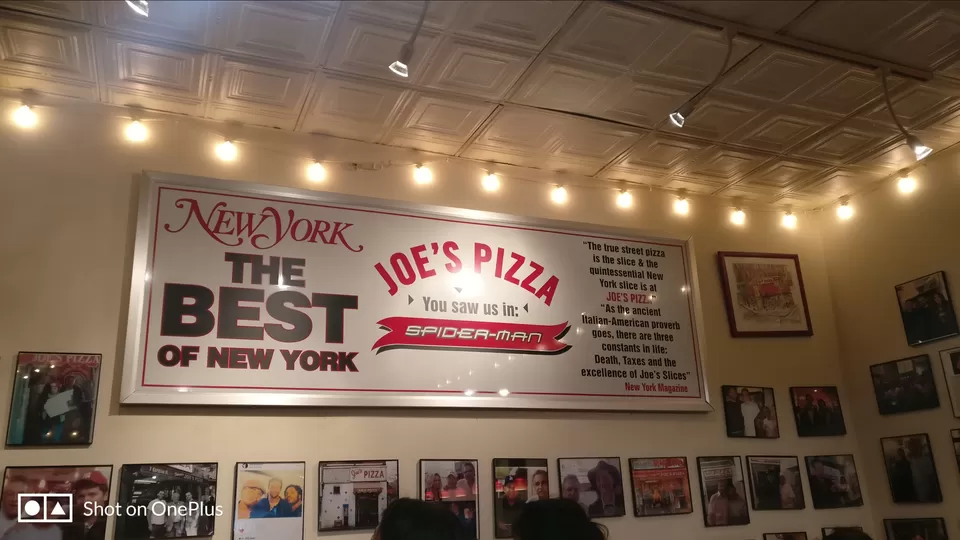 NEW YORK
THE
BEST
OF NEW YORK
JOE'S PIZZA
You saw us in:
SPIDER-MAN
"The true street pizza
is the slice & the
quintessential New
York slice is at
JOE'S PIZZ
"As the ancient
Italian-American proverb
goes, there are three
constants in life:
Death, Taxes and the
excellence of Joe's Slices"
New York Magazine
JOE'S PIZZA
PIZZA
Shot on OnePlus